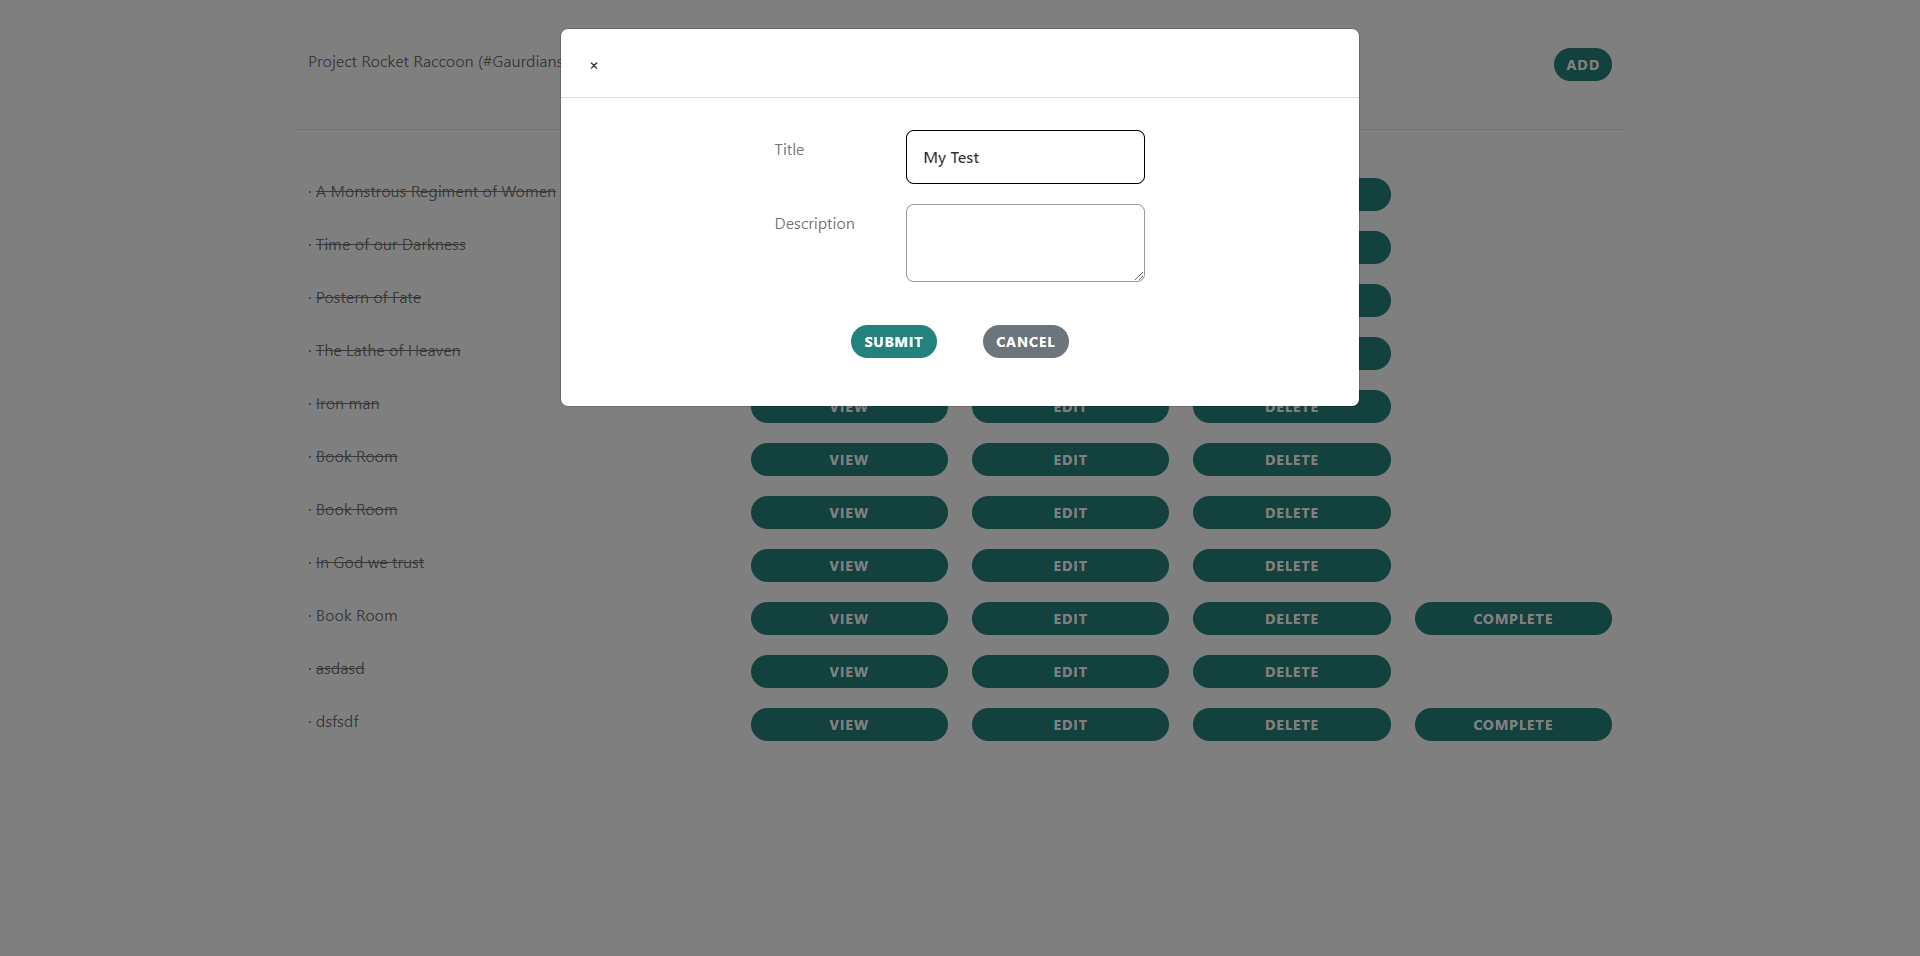 Project Rocket Raccoon (#Gaurdians
ADD
×
Title
My Test
Description
SUBMIT
CANCEL
· A Monstrous Regiment of Women
· Time of our Darkness
· Postern of Fate
· The Lathe of Heaven
· Iron man VIEW EDIT DELETE
· Book Room VIEW EDIT DELETE
· Book Room VIEW EDIT DELETE
· In God we trust VIEW EDIT DELETE
· Book Room VIEW EDIT DELETE COMPLETE
· asdasd VIEW EDIT DELETE
· dsfsdf VIEW EDIT DELETE COMPLETE